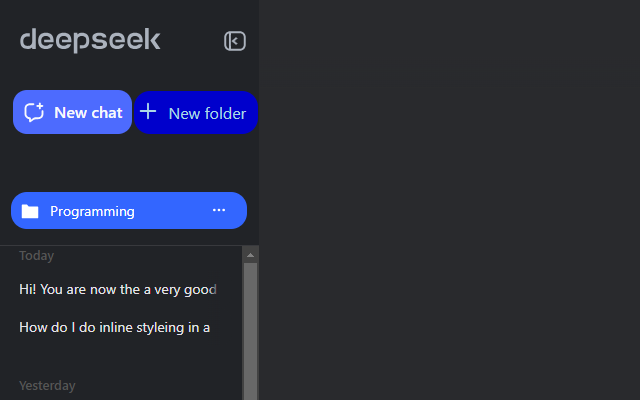 deepseek
New chat
New folder
Programming
Today
Hi! You are now the a very good
How do I do inline styleing in a
Yesterday